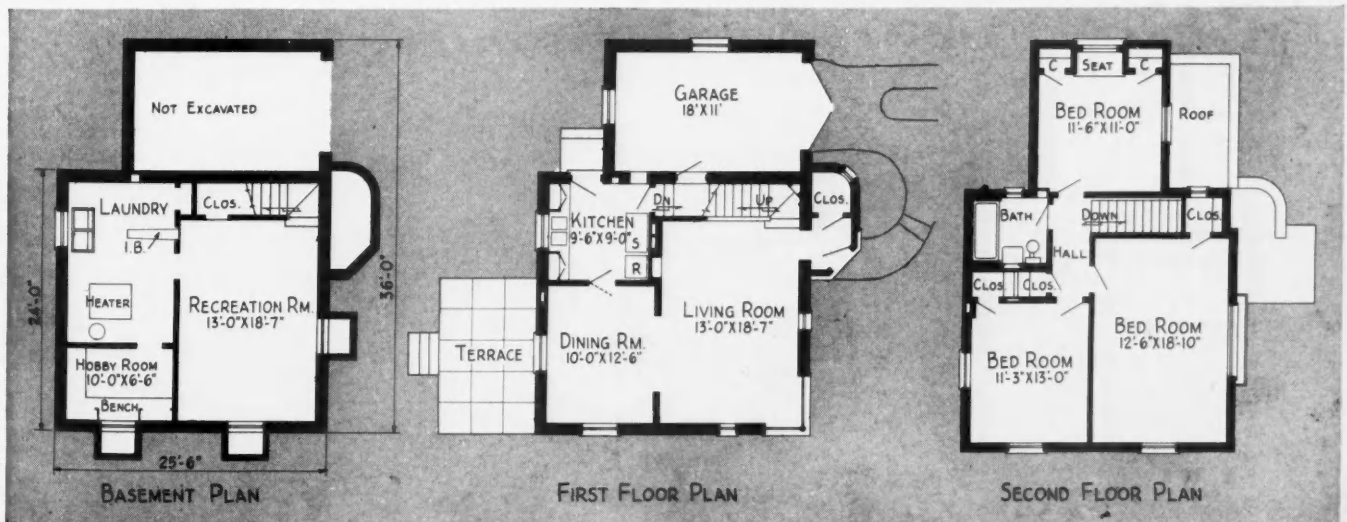 NOT EXCAVATED
LAUNDRY
CLOS.
I.B.
HEATER
RECREATION RM.
13'-0"X18'-7"
HOBBY ROOM
10'-0"X6'-6"
BENCH
24'-0"
36'-0"
25'-6"
BASEMENT PLAN
GARAGE
18'X11'
KITCHEN
9'-6"X9'-0"
DN
UP
CLOS.
S
R
LIVING ROOM
13'-0"X18'-7"
DINING RM.
10'-0"X12'-6"
TERRACE
FIRST FLOOR PLAN
C
SEAT
C
BED ROOM
11'-6"X11'-0"
ROOF
BATH
DOWN
CLOS.
HALL
CLOS.
CLOS.
BED ROOM
12'-6"X18'-10"
BED ROOM
11'-3"X13'-0"
SECOND FLOOR PLAN